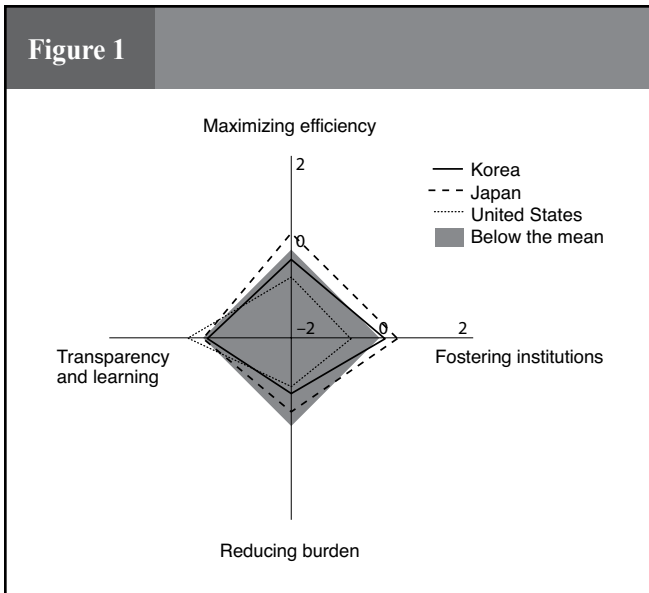 Figure 1
Maximizing efficiency
2
Korea
Japan
United States
Below the mean
0
–2
0
2
Transparency
and learning
Fostering institutions
Reducing burden